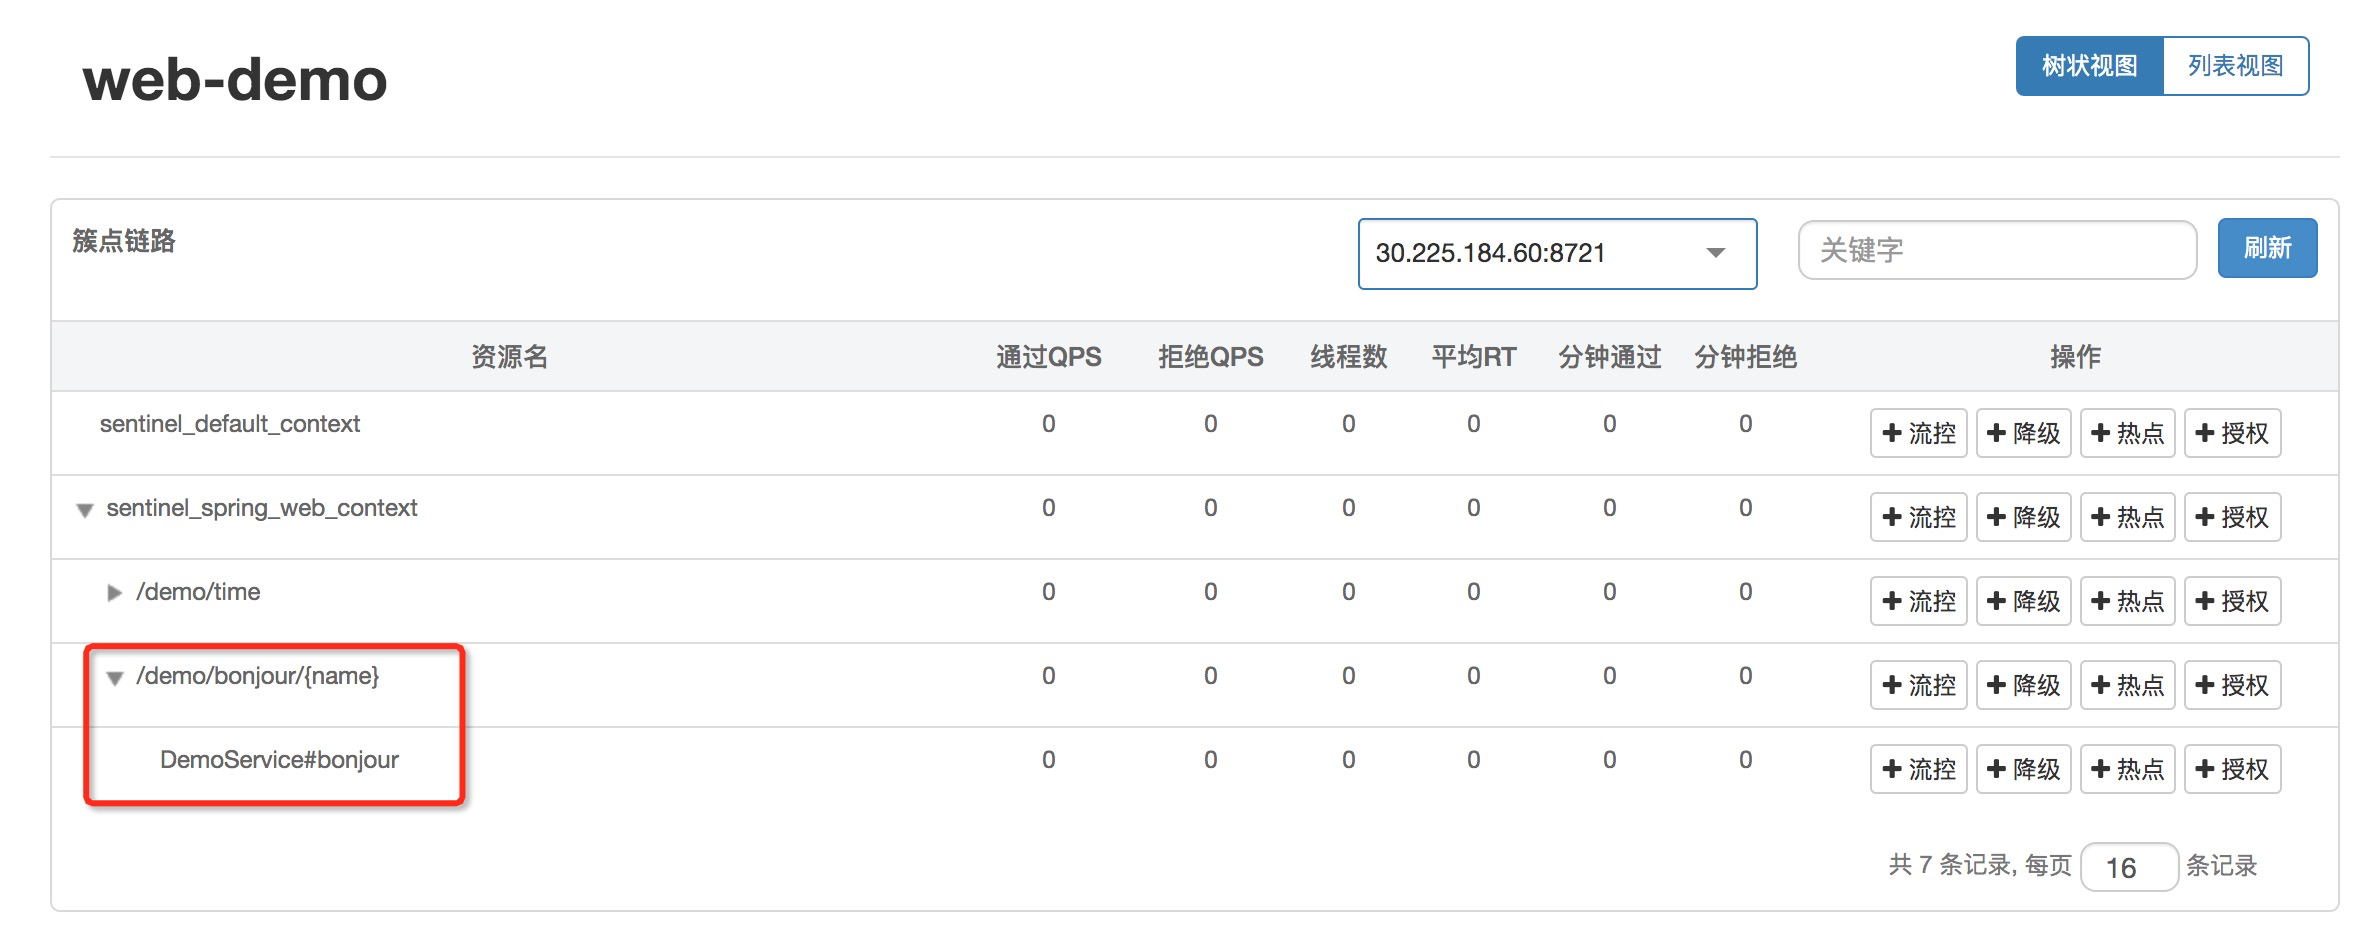 web-demo
树状视图 列表视图
簇点链路 30.225.184.60:8721 关键字 刷新
资源名 通过QPS 拒绝QPS 线程数 平均RT 分钟通过 分钟拒绝 操作
sentinel_default_context 0 0 0 0 0 0 + 流控 + 降级 + 热点 + 授权
sentinel_spring_web_context 0 0 0 0 0 0 + 流控 + 降级 + 热点 + 授权
/demo/time 0 0 0 0 0 0 + 流控 + 降级 + 热点 + 授权
/demo/bonjour/{name} 0 0 0 0 0 0 + 流控 + 降级 + 热点 + 授权
DemoService#bonjour 0 0 0 0 0 0 + 流控 + 降级 + 热点 + 授权
共 7 条记录, 每页 16 条记录